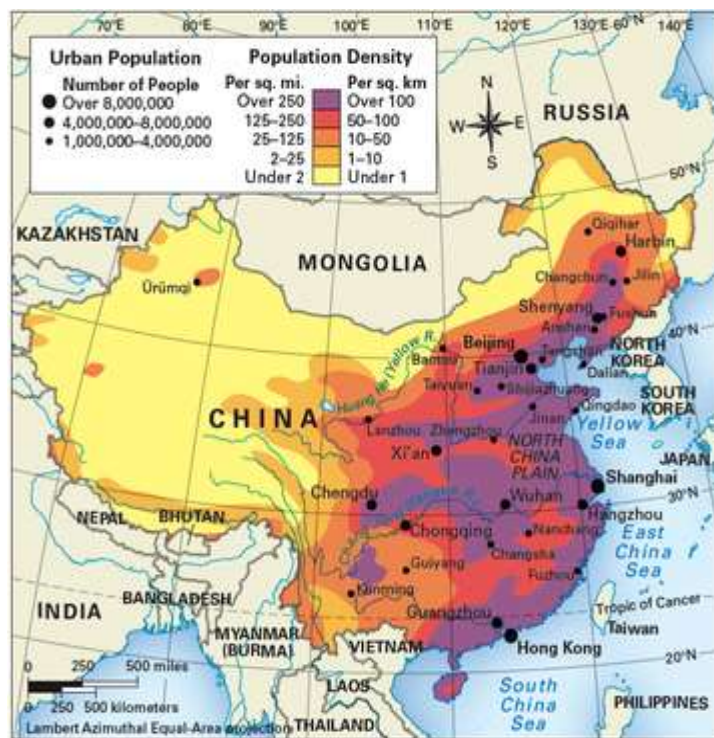 100°E 110°E 120°E 130°E 140°E
Urban Population
Number of People
Over 8,000,000
4,000,000–8,000,000
1,000,000–4,000,000
Population Density
Per sq. mi. Per sq. km
Over 250 Over 100
125–250 50–100
25–125 10–50
2–25 1–10
Under 2 Under 1
N
W E
S
RUSSIA
50°N
KAZAKHSTAN
MONGOLIA
Qiqihar
Harbin
Ürümqi
Changchun
Jilin
Shenyang
Fushun
Anshan
40°N
Beijing
NORTH
KOREA
Baotou
Tangshan
Tianjin
Dalian
Huang He (Yellow R.)
Taiyuan
Shijiazhuang
SOUTH
KOREA
CHINA
Jinan
Qingdao
Yellow
Sea
Lanzhou
Zhengzhou
Xi'an
NORTH
CHINA
PLAIN
JAPAN
Shanghai
Chengdu
Wuhan
30°N
NEPAL
BHUTAN
Hangzhou
Chongqing
Nanchang
East
China
Sea
Changsha
Guiyang
Fuzhou
Kunming
INDIA
BANGLADESH
Tropic of Cancer
Guangzhou
Taiwan
MYANMAR
(BURMA)
VIETNAM
Hong Kong
20°N
0 250 500 miles
0 250 500 kilometers
LAOS
South
China
Sea
PHILIPPINES
THAILAND
Lambert Azimuthal Equal-Area projection